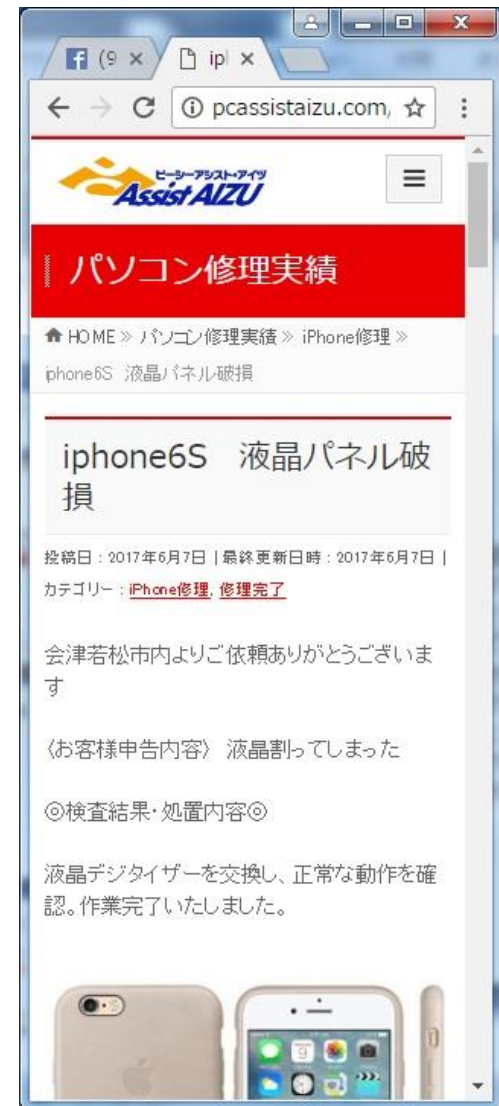 (9
ipl
pcassistaizu.com,
ピーシーアシスト・アイヅ
Assist AIZU
パソコン修理実績
HOME » パソコン修理実績 » iPhone修理 »
iphone6S 液晶パネル破損
iphone6S　液晶パネル破
損
投稿日 : 2017年6月7日 | 最終更新日時 : 2017年6月7日 |
カテゴリー : iPhone修理, 修理完了
会津若松市内よりご依頼ありがとうございま
す
〈お客様申告内容〉 液晶割ってしまった
◎検査結果・処置内容◎
液晶デジタイザーを交換し、正常な動作を確
認。作業完了いたしました。